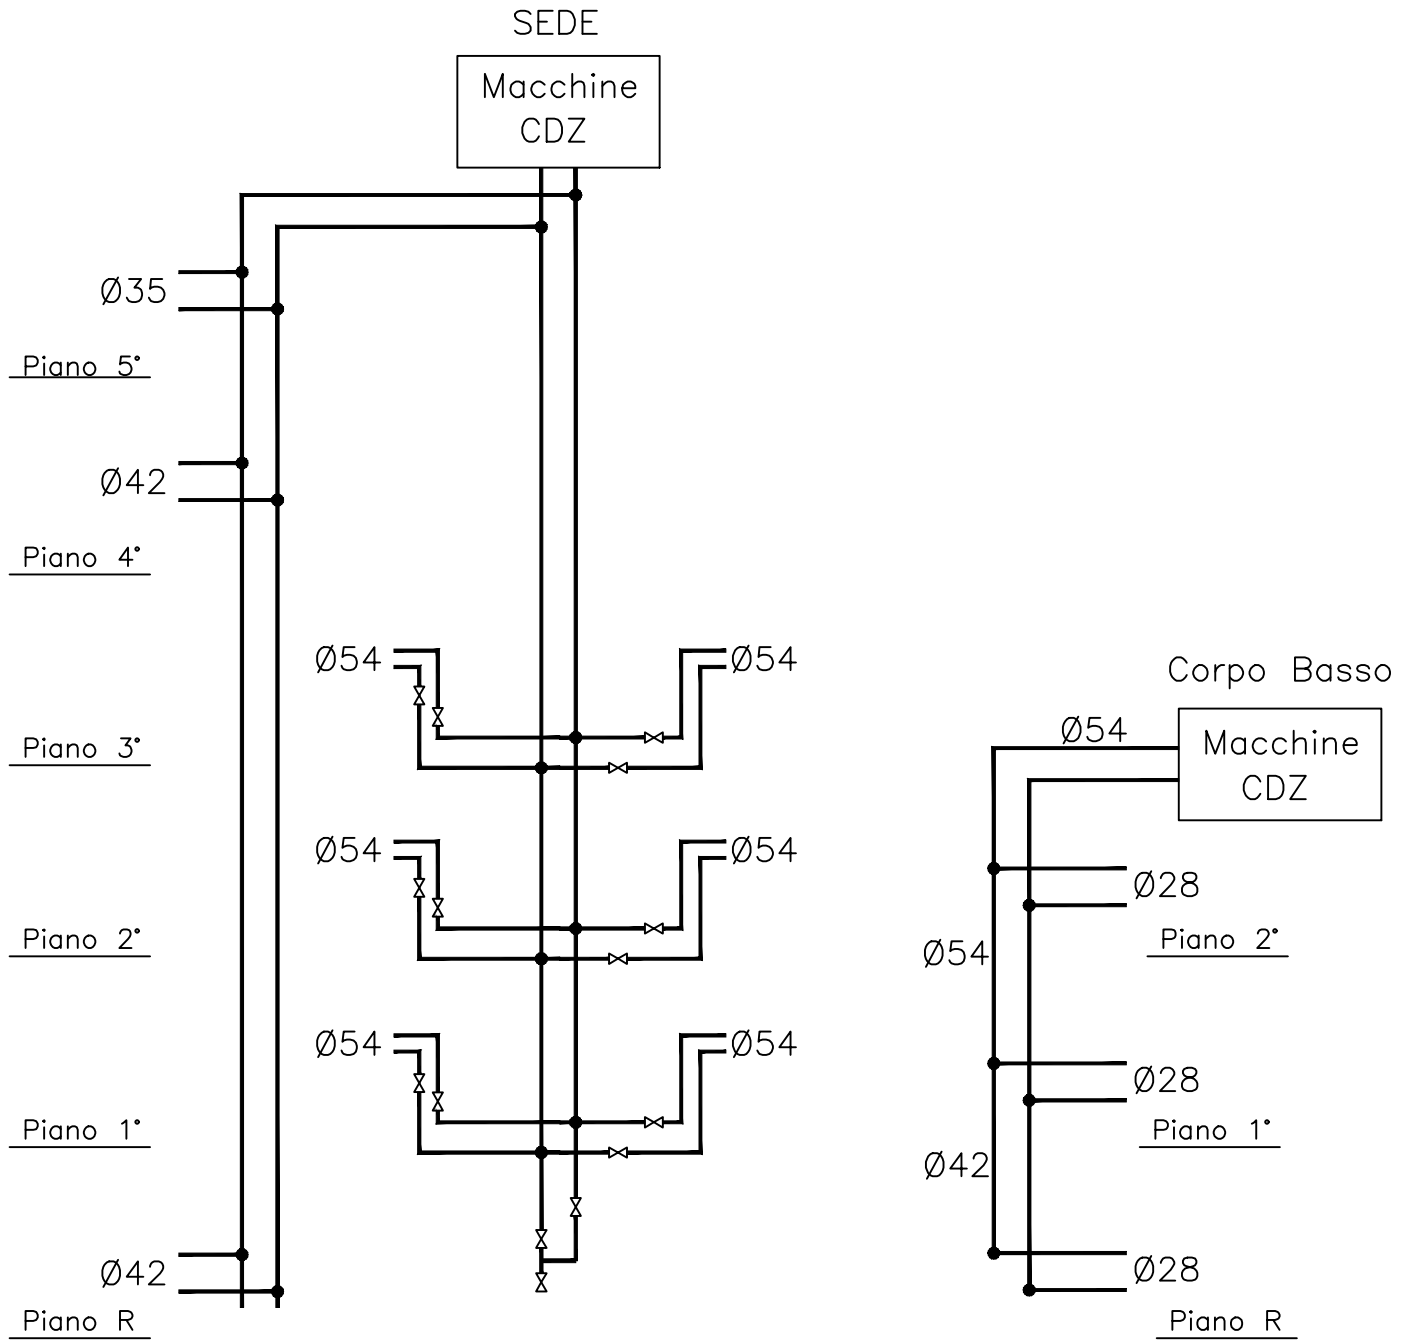 SEDE
Macchine
CDZ
Ø35
Piano 5°
Ø42
Piano 4°
Ø54 Ø54
Piano 3°
Ø54 Ø54
Piano 2°
Ø54 Ø54
Piano 1°
Ø42
Piano R
Corpo Basso
Ø54
Macchine
CDZ
Ø28
Piano 2°
Ø54
Ø28
Piano 1°
Ø42
Ø28
Piano R